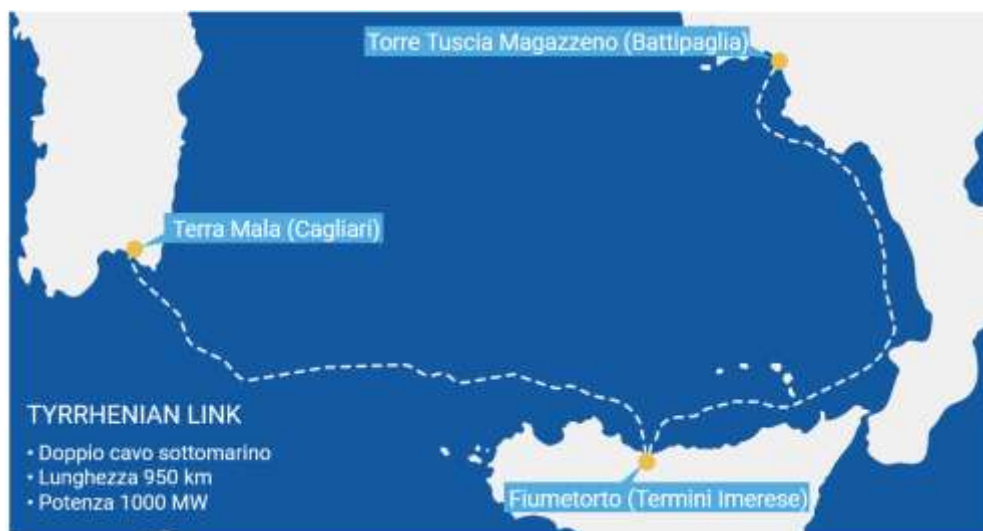 Torre Tuscia Magazzeno (Battipaglia)
Terra Mala (Cagliari)
TYRRHENIAN LINK
• Doppio cavo sottomarino
• Lunghezza 950 km
• Potenza 1000 MW
Fiumetorto (Termini Imerese)